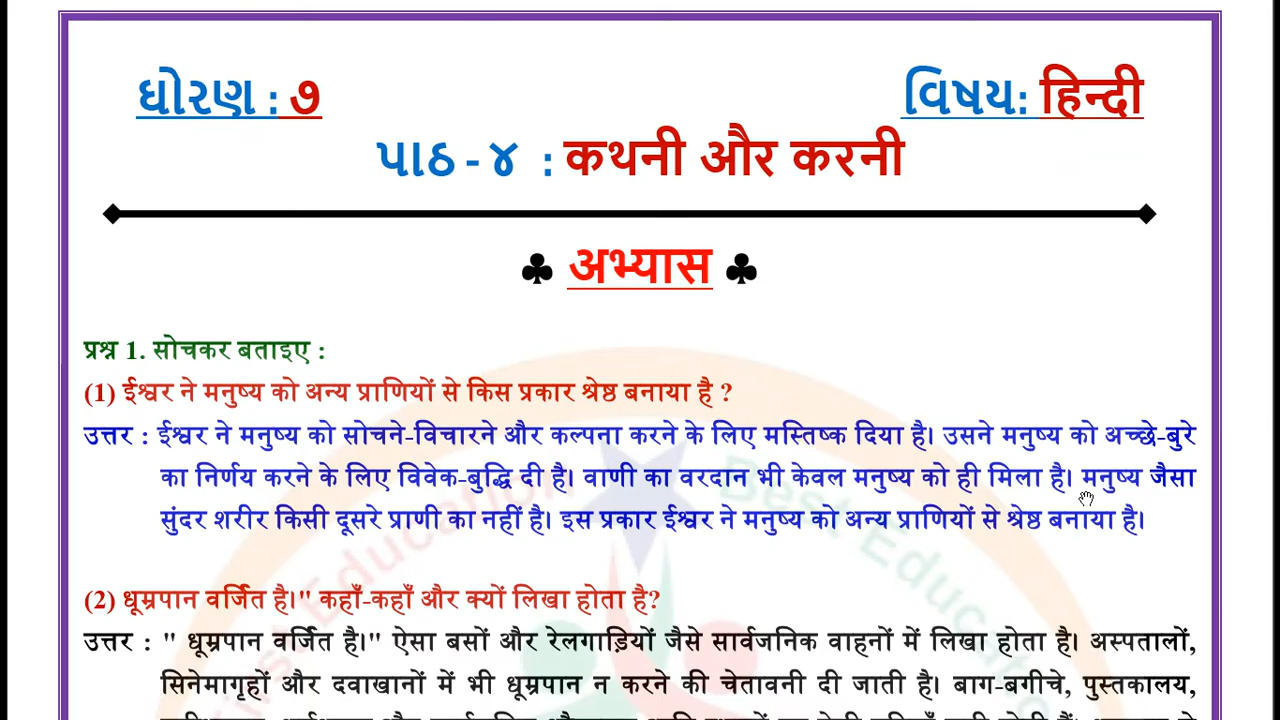 ધોરણ : ૭
વિષય: हिन्दी
પાઠ - ૪ : कथनी और करनी
♣ अभ्यास ♣
प्रश्न 1. सोचकर बताइए :
(1) ईश्वर ने मनुष्य को अन्य प्राणियों से किस प्रकार श्रेष्ठ बनाया है ?
उत्तर : ईश्वर ने मनुष्य को सोचने-विचारने और कल्पना करने के लिए मस्तिष्क दिया है। उसने मनुष्य को अच्छे-बुरे
का निर्णय करने के लिए विवेक-बुद्धि दी है। वाणी का वरदान भी केवल मनुष्य को ही मिला है। मनुष्य जैसा
सुंदर शरीर किसी दूसरे प्राणी का नहीं है। इस प्रकार ईश्वर ने मनुष्य को अन्य प्राणियों से श्रेष्ठ बनाया है।
(2) धूम्रपान वर्जित है।" कहाँ-कहाँ और क्यों लिखा होता है?
उत्तर : " धूम्रपान वर्जित है।" ऐसा बसों और रेलगाड़ियों जैसे सार्वजनिक वाहनों में लिखा होता है। अस्पतालों,
सिनेमागृहों और दवाखानों में भी धूम्रपान न करने की चेतावनी दी जाती है। बाग-बगीचे, पुस्तकालय,